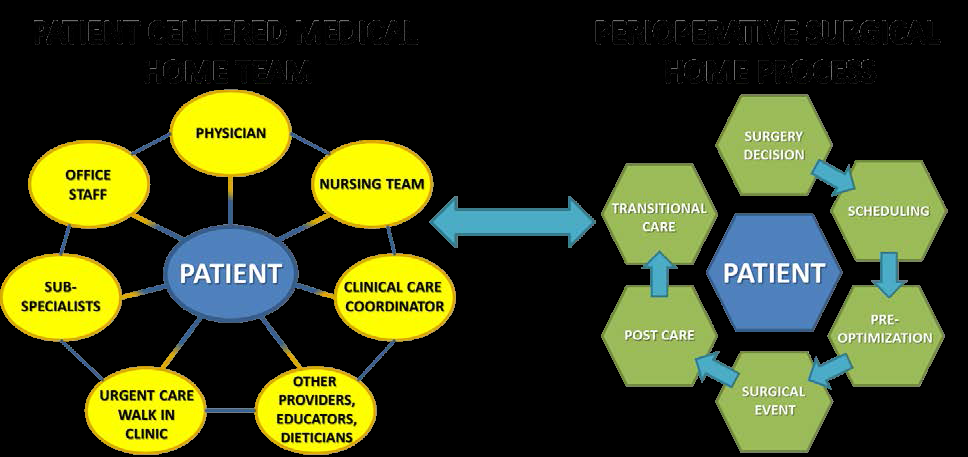 PATIENT CENTERED MEDICAL
HOME TEAM
PERIOPERATIVE SURGICAL
HOME PROCESS
PHYSICIAN
OFFICE
STAFF
NURSING TEAM
PATIENT
SUB-
SPECIALISTS
CLINICAL CARE
COORDINATOR
URGENT CARE
WALK IN
CLINIC
OTHER
PROVIDERS,
EDUCATORS,
DIETICIANS
SURGERY
DECISION
TRANSITIONAL
CARE
SCHEDULING
PATIENT
POST CARE
PRE-
OPTIMIZATION
SURGICAL
EVENT